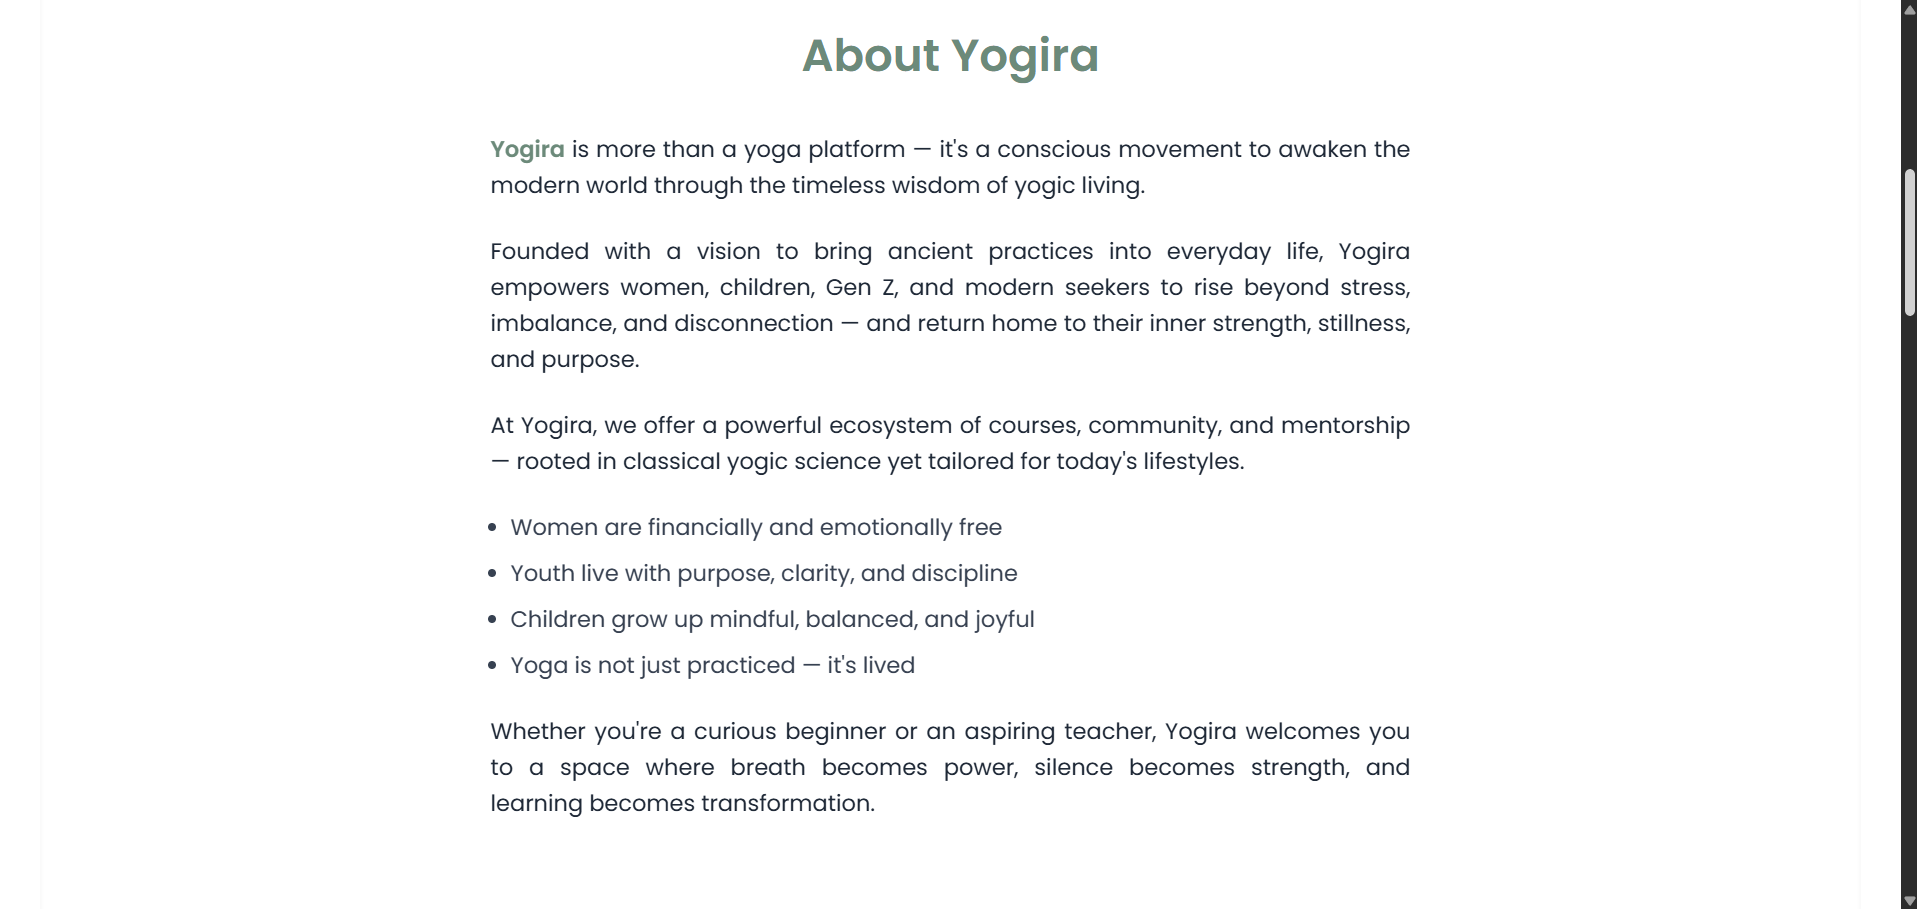 About Yogira
Yogira is more than a yoga platform — it's a conscious movement to awaken the
modern world through the timeless wisdom of yogic living.
Founded with a vision to bring ancient practices into everyday life, Yogira
empowers women, children, Gen Z, and modern seekers to rise beyond stress,
imbalance, and disconnection — and return home to their inner strength, stillness,
and purpose.
At Yogira, we offer a powerful ecosystem of courses, community, and mentorship
— rooted in classical yogic science yet tailored for today's lifestyles.
• Women are financially and emotionally free
• Youth live with purpose, clarity, and discipline
• Children grow up mindful, balanced, and joyful
• Yoga is not just practiced — it's lived
Whether you're a curious beginner or an aspiring teacher, Yogira welcomes you
to a space where breath becomes power, silence becomes strength, and
learning becomes transformation.